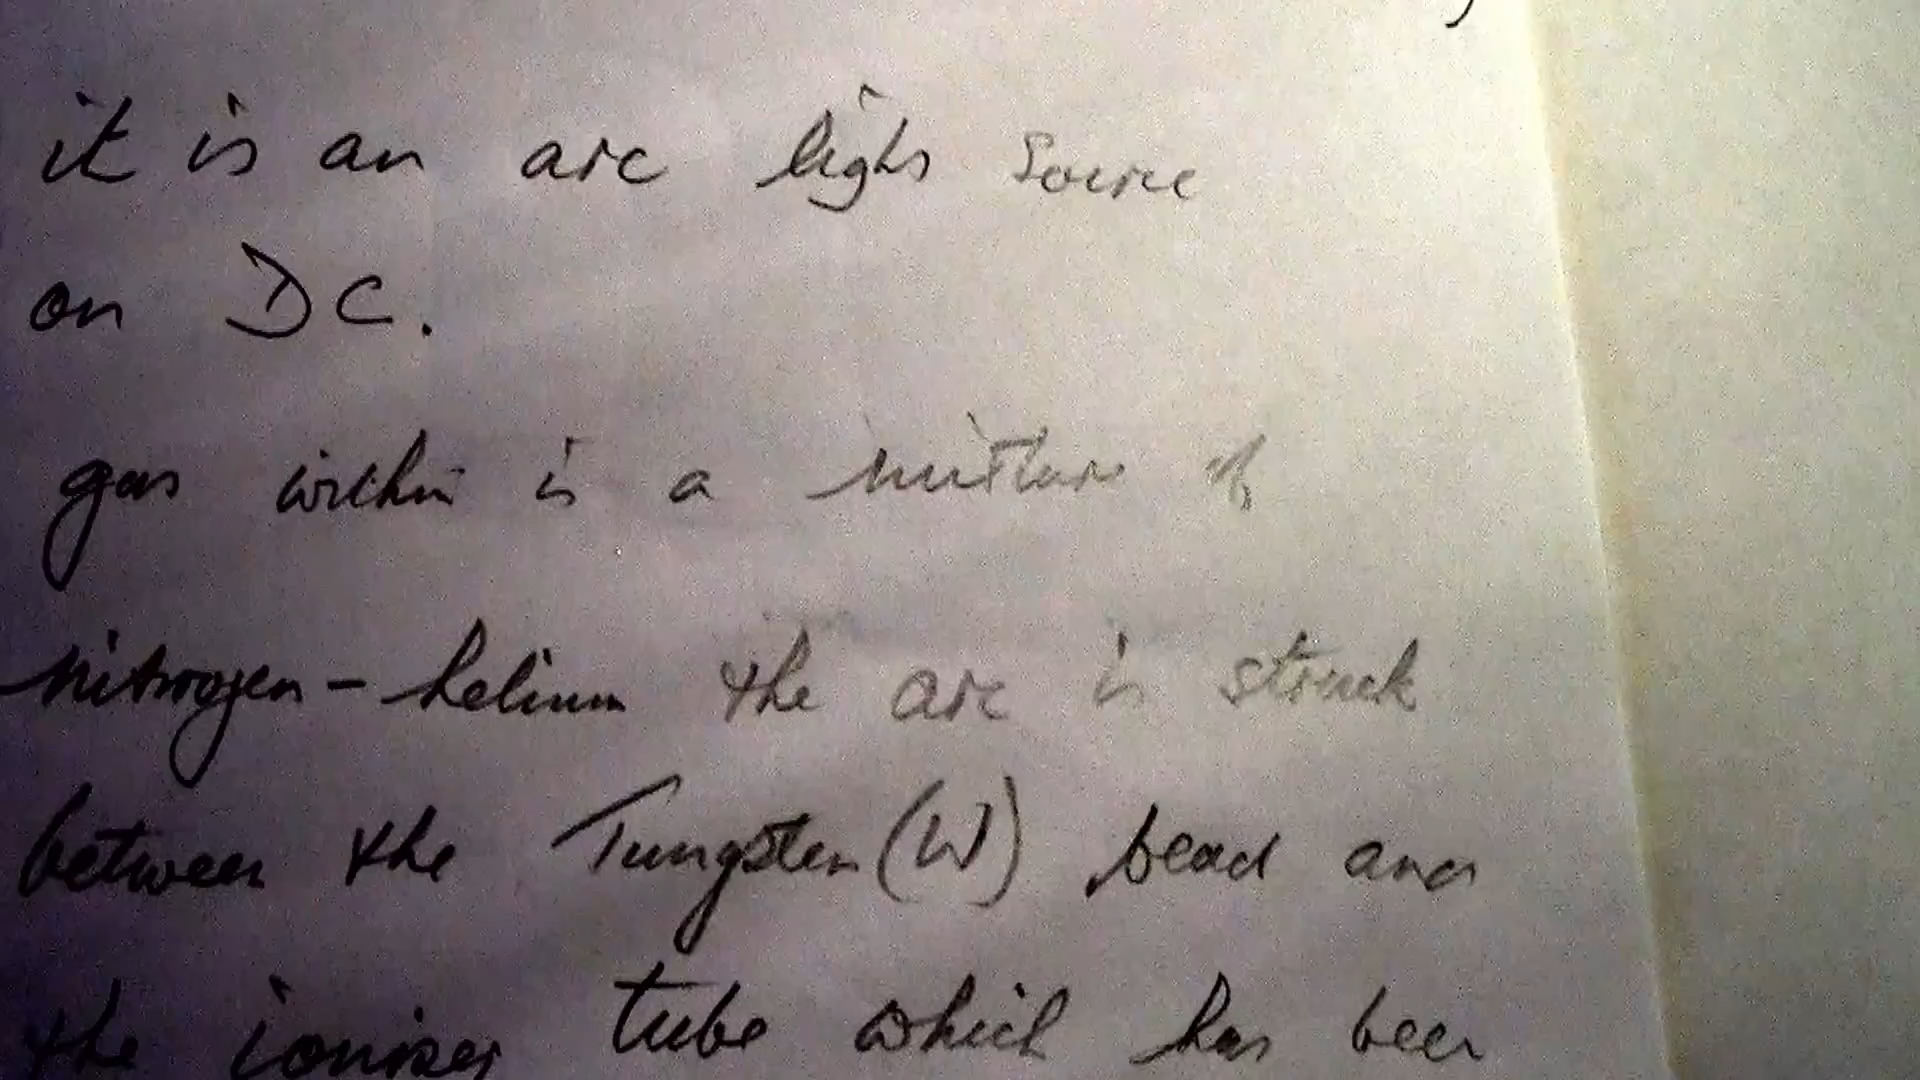 it is an arc light source
on DC.
gas within is a mixture of
nitrogen - helium the arc is struck
between the Tungsten (W) bead and
the ioniser tube which has been